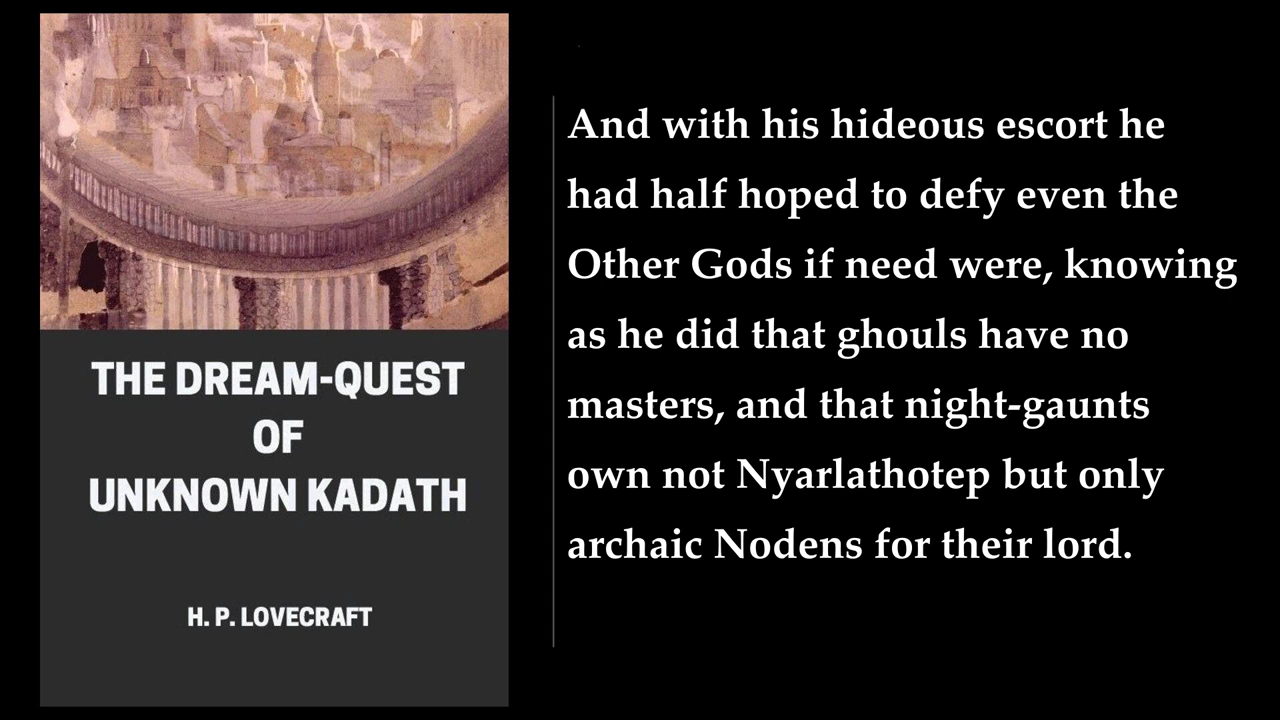 THE DREAM-QUEST
OF
UNKNOWN KADATH
H. P. LOVECRAFT
And with his hideous escort he
had half hoped to defy even the
Other Gods if need were, knowing
as he did that ghouls have no
masters, and that night-gaunts
own not Nyarlathotep but only
archaic Nodens for their lord.